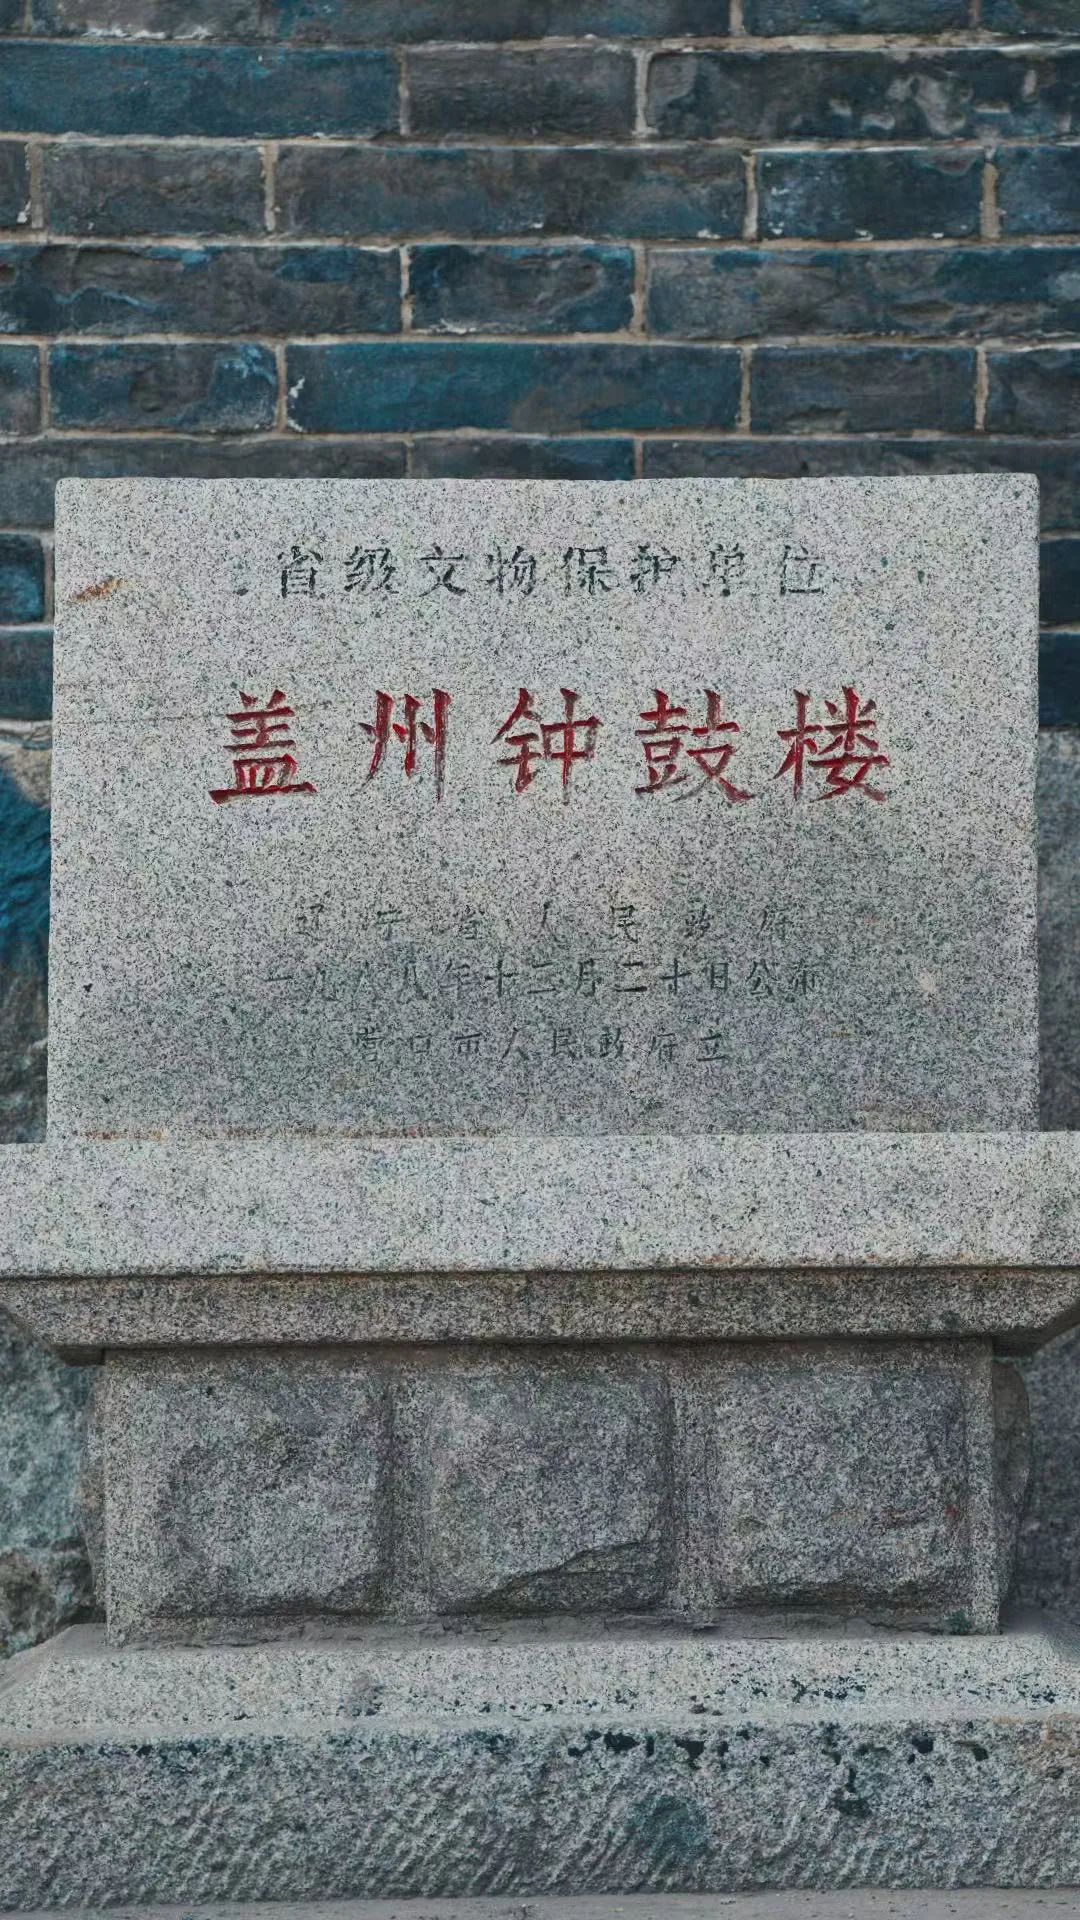 省级文物保护单位
盖州钟鼓楼
辽宁省人民政府
一九八八年十二月二十日公布
营口市人民政府立